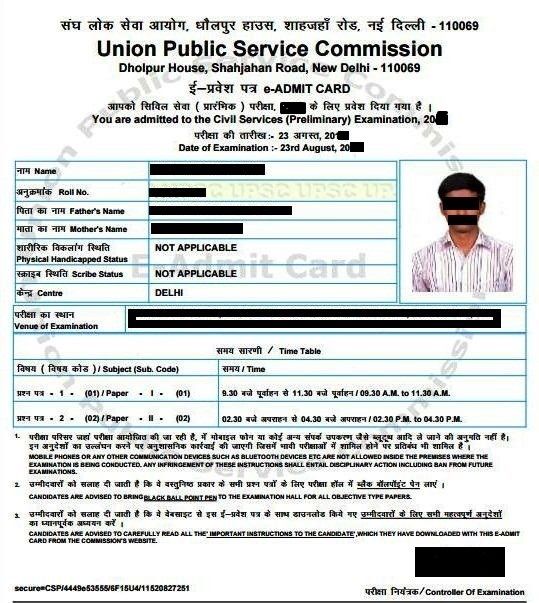 संघ लोक सेवा आयोग, धौलपुर हाउस, शाहजहाँ रोड, नई दिल्ली - 110069
Union Public Service Commission
Dholpur House, Shahjahan Road, New Delhi - 110069
ई-प्रवेश पत्र e-ADMIT CARD
आपको सिविल सेवा ( प्रारंभिक ) परीक्षा, के लिए प्रवेश दिया गया है ।
You are admitted to the Civil Services (Preliminary) Examination, 20
परीक्षा की तारीख:- 23 अगस्त, 20
Date of Examination :- 23rd August, 20
नाम Name
अनुक्रमांक Roll No.
पिता का नाम Father's Name
माता का नाम Mother's Name
शारीरिक विकलांग स्थिति NOT APPLICABLE
Physical Handicapped Status
स्क्राइब स्थिति Scribe Status NOT APPLICABLE
केन्द्र Centre DELHI
E-Admit Card
परीक्षा का स्थान
Venue of Examination
समय सारणी / Time Table
विषय ( विषय कोड ) / Subject (Sub. Code) समय / Time
प्रश्न पत्र - 1 - (01) / Paper - I - (01) 9.30 बजे पूर्वाहन से 11.30 बजे पूर्वाहन / 09.30 A.M. to 11.30 A.M.
प्रश्न पत्र - 2 - (02) / Paper - II - (02) 02.30 बजे अपराहन से 04.30 बजे अपराहन / 02.30 P.M. to 04.30 P.M.
1. परीक्षा परिसर जहां परीक्षा आयोजित की जा रही है, में मोबाइल फोन या कोई अन्य संपर्क उपकरण जैसे ब्लूटूथ आदि ले जाने की अनुमति नहीं है।
इन अनुदेशों का उल्लंघन करने पर अनुशासनिक कार्रवाई की जाएगी जिसमें भावी परीक्षाओं में शामिल होने पर प्रतिबंध भी शामिल है ।
MOBILE PHONES OR ANY OTHER COMMUNICATION DEVICES SUCH AS BLUETOOTH DEVICES ETC ARE NOT ALLOWED INSIDE THE PREMISES WHERE THE
EXAMINATION IS BEING CONDUCTED. ANY INFRINGEMENT OF THESE INSTRUCTIONS SHALL ENTAIL DISCIPLINARY ACTION INCLUDING BAN FROM FUTURE
EXAMINATIONS.
2. उम्मीदवारों को सलाह दी जाती है कि वे वस्तुनिष्ठ प्रकार के सभी प्रश्न पत्रों के लिए परीक्षा हॉल में ब्लैक बॉलपॉइंट पेन लाएं ।
CANDIDATES ARE ADVISED TO BRING BLACK BALL POINT PEN TO THE EXAMINATION HALL FOR ALL OBJECTIVE TYPE PAPERS.
3. उम्मीदवारों को सलाह दी जाती है कि वे वेबसाइट से इस ई-प्रवेश पत्र के साथ डाउनलोड किये गए उम्मीदवारों के लिए सभी महत्वपूर्ण अनुदेशों
का ध्यानपूर्वक अध्ययन करें ।
CANDIDATES ARE ADVISED TO CAREFULLY READ ALL THE' IMPORTANT INSTRUCTIONS TO THE CANDIDATE',WHICH THEY HAVE DOWNLOADED WITH THIS E-ADMIT
CARD FROM THE COMMISSION'S WEBSITE.
secure=CSP/4449e53555/6F15U4/11520827251
परीक्षा नियंत्रक/Controller Of Examination